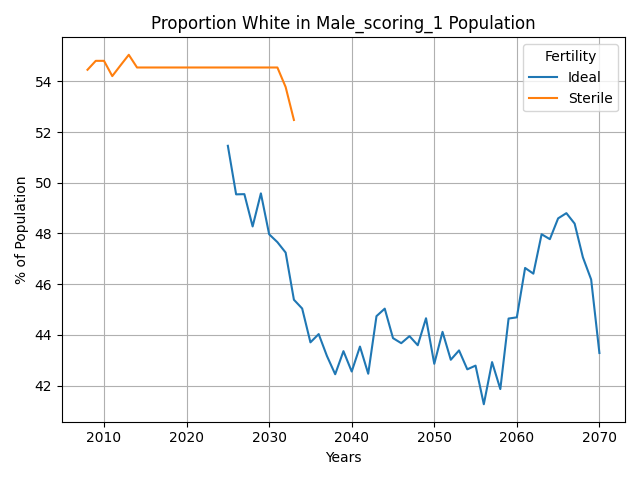 Proportion White in Male_scoring_1 Population
Fertility
Ideal
Sterile
% of Population
54
52
50
48
46
44
42
2010
2020
2030
2040
2050
2060
2070
Years